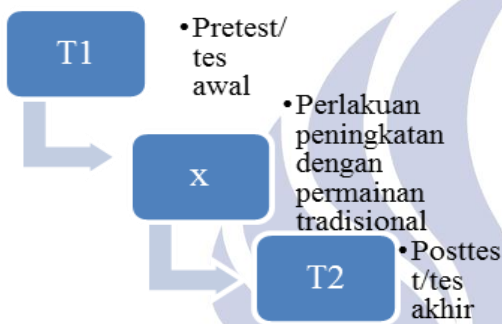 T1
•Pretest/
tes
awal
x
•Perlakuan
peningkatan
dengan
permainan
tradisional
T2
•Posttes
t/tes
akhir